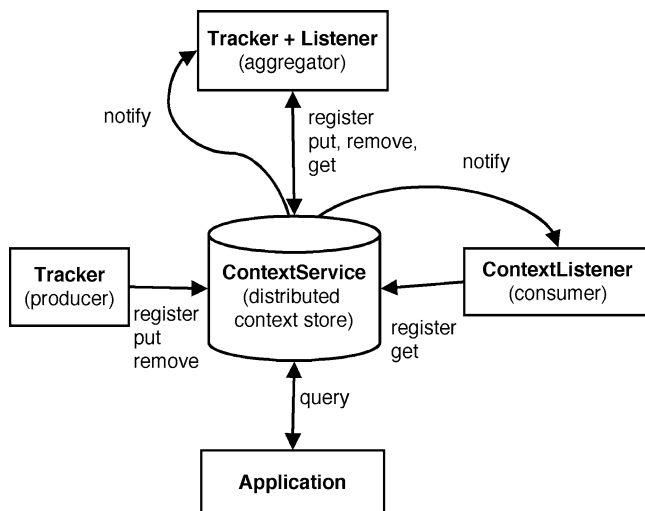 Tracker + Listener
(aggregator)
notify
register
put, remove,
get
notify
Tracker
(producer)
ContextService
(distributed
context store)
ContextListener
(consumer)
register
put
remove
register
get
query
Application